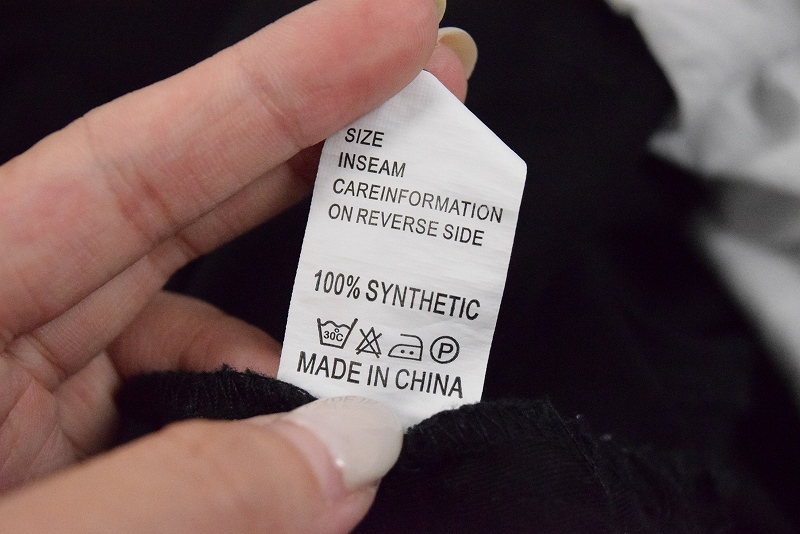 SIZE
INSEAM
CAREINFORMATION
ON REVERSE SIDE
100% SYNTHETIC
30C P
MADE IN CHINA